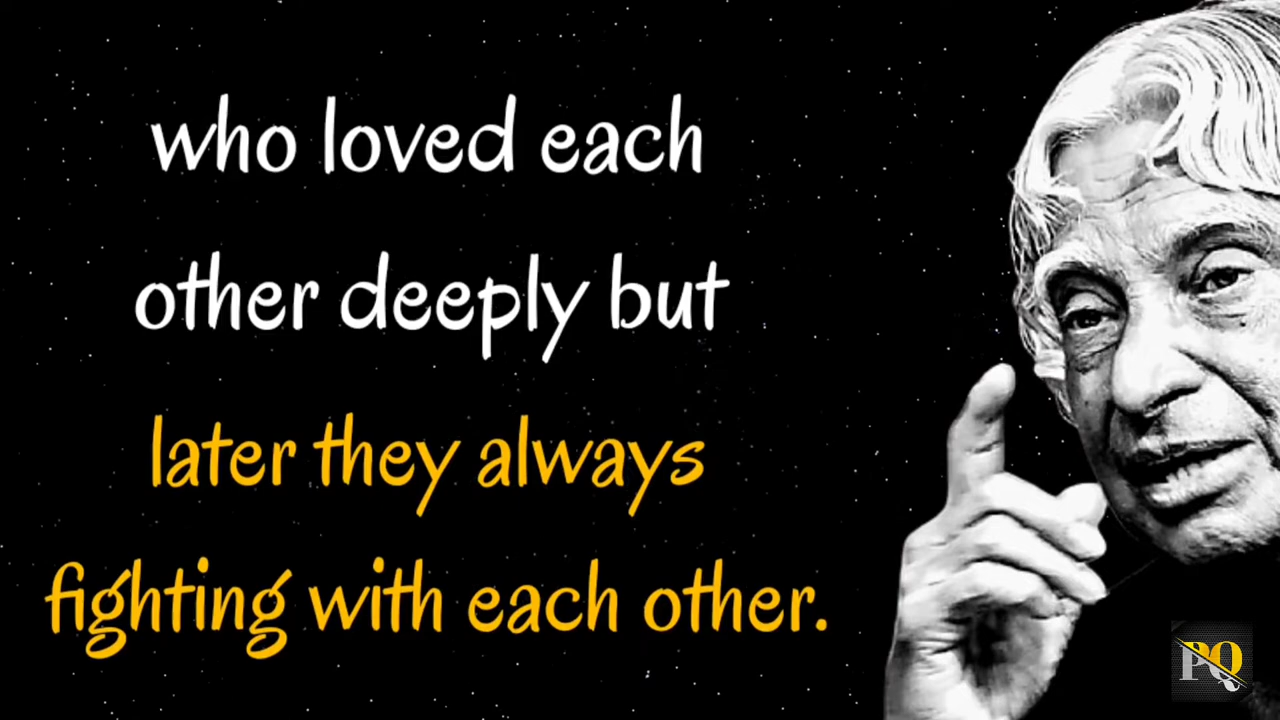 who loved each
other deeply but
later they always
fighting with each other.
PQ